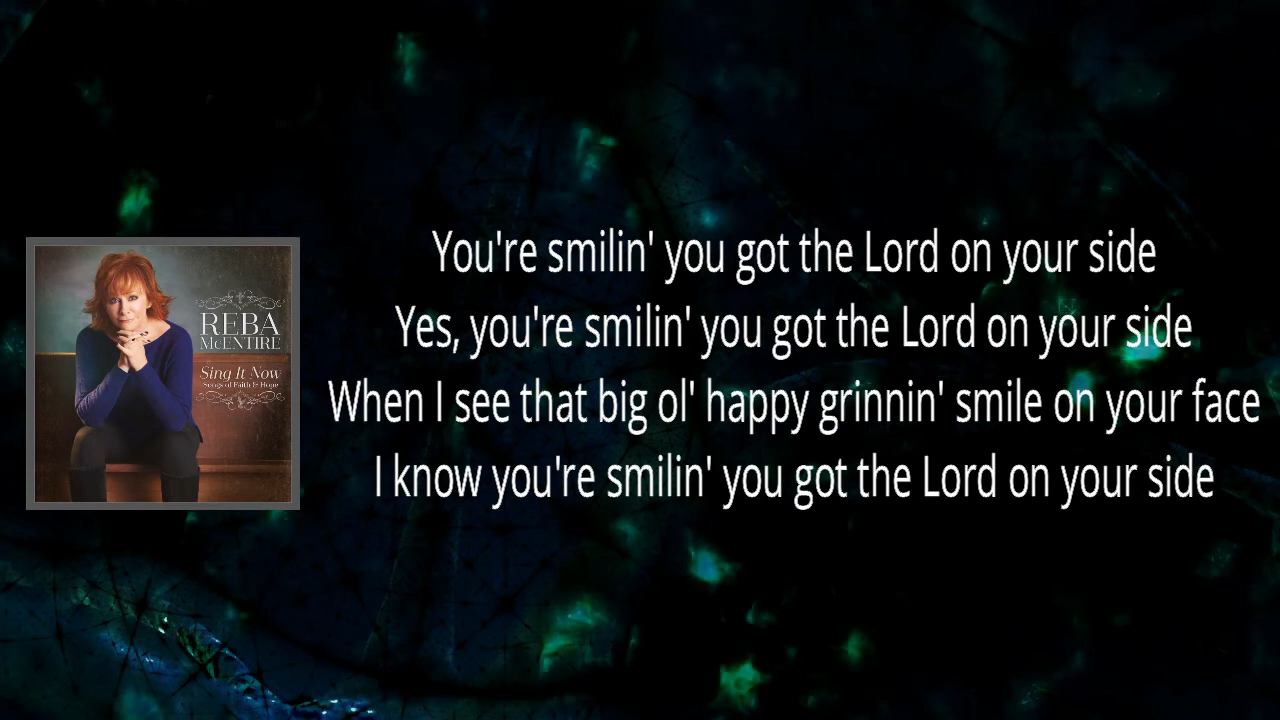 REBA
McENTIRE
Sing It Now
Songs of Faith & Hope
You're smilin' you got the Lord on your side
Yes, you're smilin' you got the Lord on your side
When I see that big ol' happy grinnin' smile on your face
I know you're smilin' you got the Lord on your side